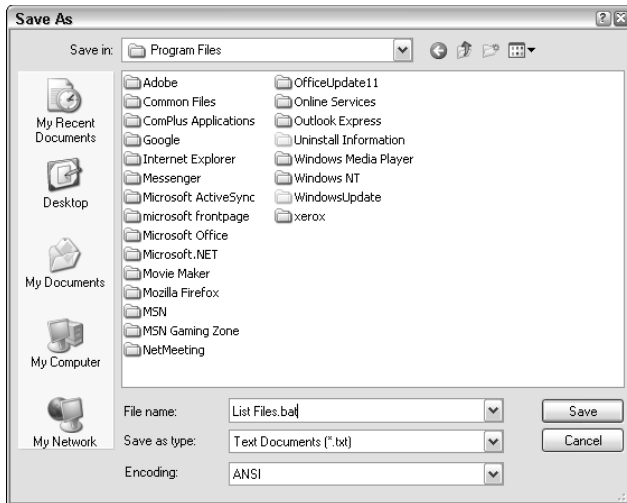 Save As
Save in:
Program Files
My Recent
Documents
Desktop
My Documents
My Computer
My Network
Adobe
Common Files
ComPlus Applications
Google
Internet Explorer
Messenger
Microsoft ActiveSync
microsoft frontpage
Microsoft Office
Microsoft.NET
Movie Maker
Mozilla Firefox
MSN
MSN Gaming Zone
NetMeeting
OfficeUpdate11
Online Services
Outlook Express
Uninstall Information
Windows Media Player
Windows NT
WindowsUpdate
xerox
File name:
List Files.bat
Save
Save as type:
Text Documents (*.txt)
Cancel
Encoding:
ANSI